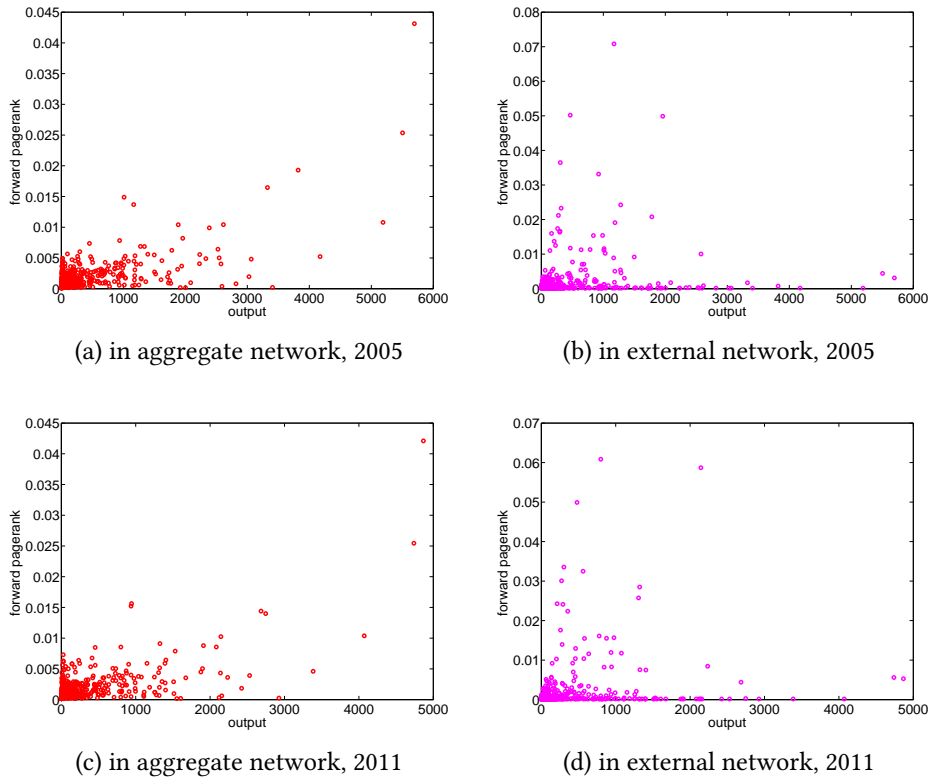 0.045
0.04
0.035
0.03
0.025
0.02
0.015
0.01
0.005
0
forward pagerank
0 1000 2000 3000 4000 5000 6000
output
(a) in aggregate network, 2005
0.08
0.07
0.06
0.05
0.04
0.03
0.02
0.01
0
forward pagerank
0 1000 2000 3000 4000 5000 6000
output
(b) in external network, 2005
0.045
0.04
0.035
0.03
0.025
0.02
0.015
0.01
0.005
0
forward pagerank
0 1000 2000 3000 4000 5000
output
(c) in aggregate network, 2011
0.07
0.06
0.05
0.04
0.03
0.02
0.01
0
forward pagerank
0 1000 2000 3000 4000 5000
output
(d) in external network, 2011